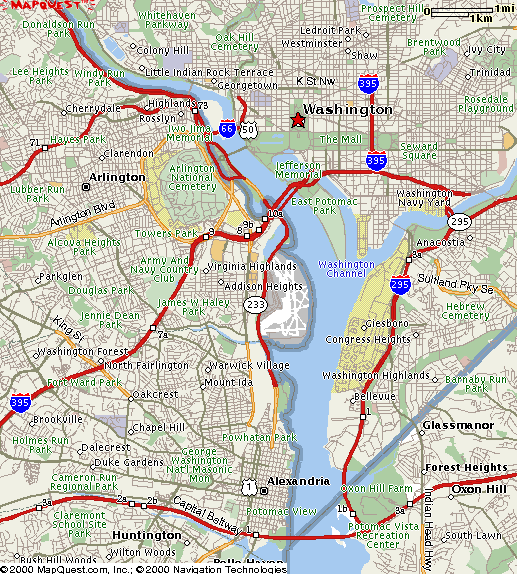 MAPQUEST
Donaldson Run
Park
Whitehaven
Parkway
Prospect Hill
Cemetery
1mi
1km
Colony Hill
Oak Hill
Cemetery
Ledroit Park
Westminster
Shaw
Brentwood
Park
Ivy City
Lee Heights
Park
Windy Run
Park
Little Indian Rock Terrace
Georgetown
K St Nw
395
Trinidad
Cherrydale
Highlands
73
Rosslyn
Washington
Rosedale
Playground
Iwo Jima
Memorial
66
50
The Mall
Seward
Square
71
Hayes Park
Clarendon
395
Arlington
National
Cemetery
Jefferson
Memorial
Lubber Run
Park
Arlington
East Potomac
Park
Washington
Navy Yard
Arlington Blvd
10a
295
Towers Park
8
8
9b
Anacostia
Alcova Heights
Park
Army And
Navy Country
Club
Virginia Highlands
Washington
Channel
3a
Parkglen
Addison Heights
295
Suitland Pky Se
Douglas Park
James W Haley
Park
233
Hebrew
Cemetery
Jennie Dean
Park
7a
Giesboro
King St
Congress Heights
Washington Forest
North Fairlington
Warwick Village
Washington Highlands
Fort Ward Park
Mount Ida
Barnaby Run
Park
395
Oakcrest
Bellevue
Brookville
Chapel Hill
1
Glassmanor
Holmes Run
Park
Powhatan Park
Dalecrest
Duke Gardens
George
Washington
Nat'l Masonic
Mon
Forest Heights
Cameron Run
Regional Park
1
Alexandria
Oxon Hill Farm
Oxon Hill
3a
2a
2b
Capital Beltway
Potomac View
1b
3a
Claremont
School Site
Park
1
Potomac Vista
Recreation
Center
Indian Head Hwy
South Lawn
Huntington
Wilton Woods
Bush Hill Woods
Belle Haven
©2000 MapQuest.com, Inc.; ©2000 Navigation Technologies